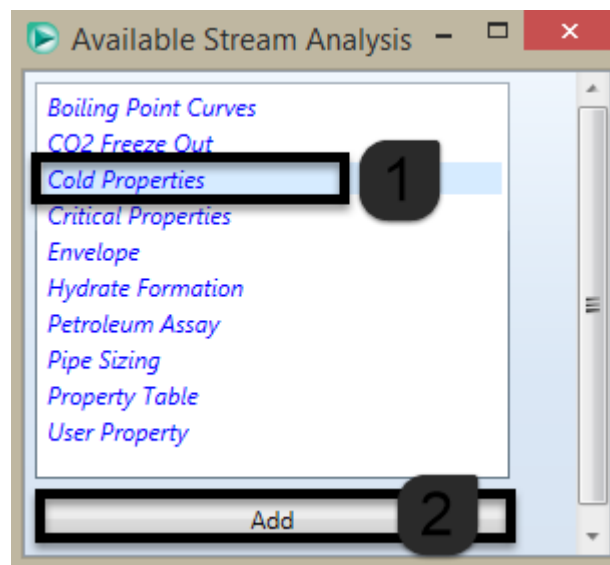 Available Stream Analysis
Boiling Point Curves
CO2 Freeze Out
Cold Properties
1
Critical Properties
Envelope
Hydrate Formation
Petroleum Assay
Pipe Sizing
Property Table
User Property
Add
2